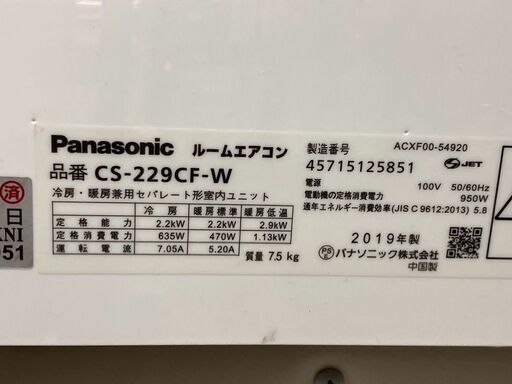 Panasonic ルームエアコン
品番 CS-229CF-W
冷房・暖房兼用セパレート形室内ユニット
冷房 暖房標準 暖房低温
定格能力 2.2kW 2.2kW 2.9kW
定格消費電力 635W 470W 1.13kW
運転電流 7.05A 5.20A
質量 7.5 kg
製造番号 ACXF00-54920
45715125851 JET
電源 100V 50/60Hz
電動機の定格消費電力 950W
通年エネルギー消費効率(JIS C 9612:2013) 5.8
2019年製
PSE パナソニック株式会社
中国製
済
日
KNI
051